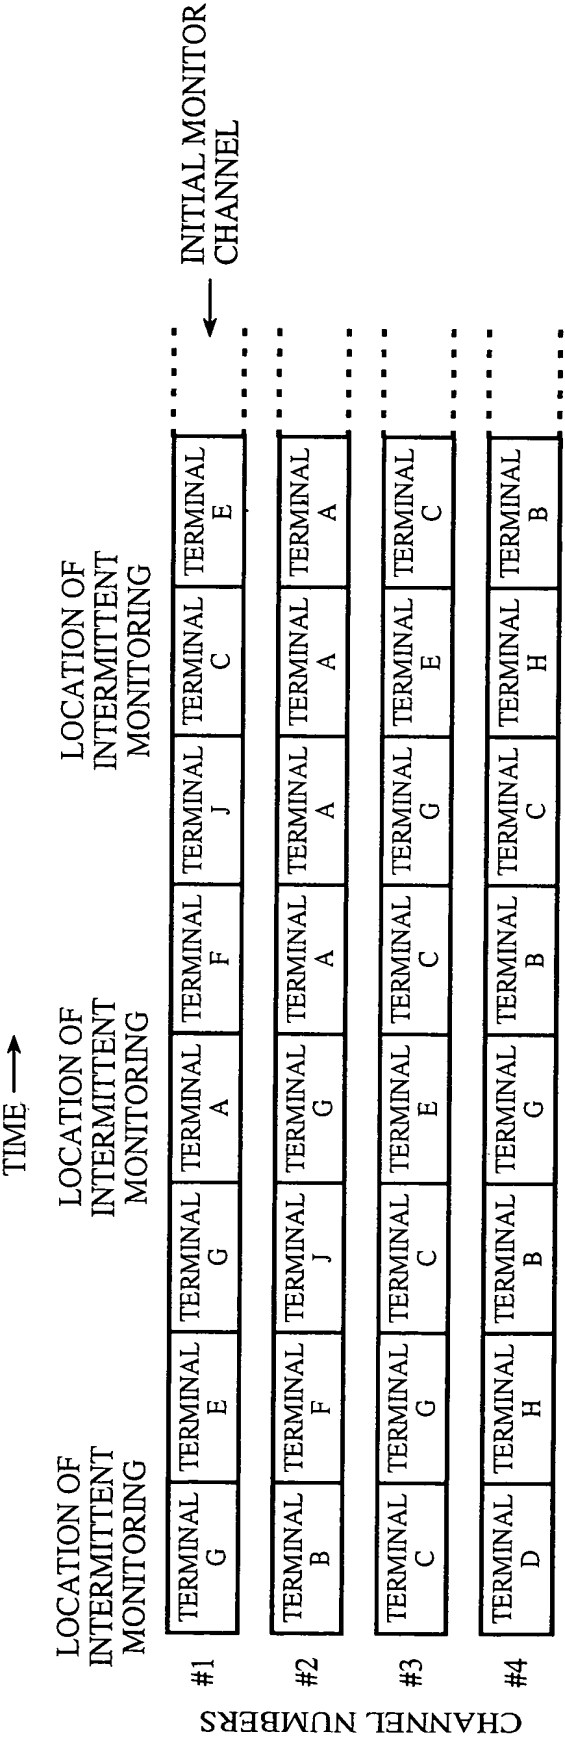 TIME
LOCATION OF
INTERMITTENT
MONITORING
LOCATION OF
INTERMITTENT
MONITORING
LOCATION OF
INTERMITTENT
MONITORING
INITIAL MONITOR
CHANNEL
CHANNEL NUMBERS
#1
TERMINAL
G
TERMINAL
E
TERMINAL
G
TERMINAL
A
TERMINAL
F
TERMINAL
J
TERMINAL
C
TERMINAL
E
#2
TERMINAL
B
TERMINAL
F
TERMINAL
J
TERMINAL
G
TERMINAL
A
TERMINAL
A
TERMINAL
A
TERMINAL
A
#3
TERMINAL
C
TERMINAL
G
TERMINAL
C
TERMINAL
E
TERMINAL
C
TERMINAL
G
TERMINAL
E
TERMINAL
C
#4
TERMINAL
D
TERMINAL
H
TERMINAL
B
TERMINAL
G
TERMINAL
B
TERMINAL
C
TERMINAL
H
TERMINAL
B